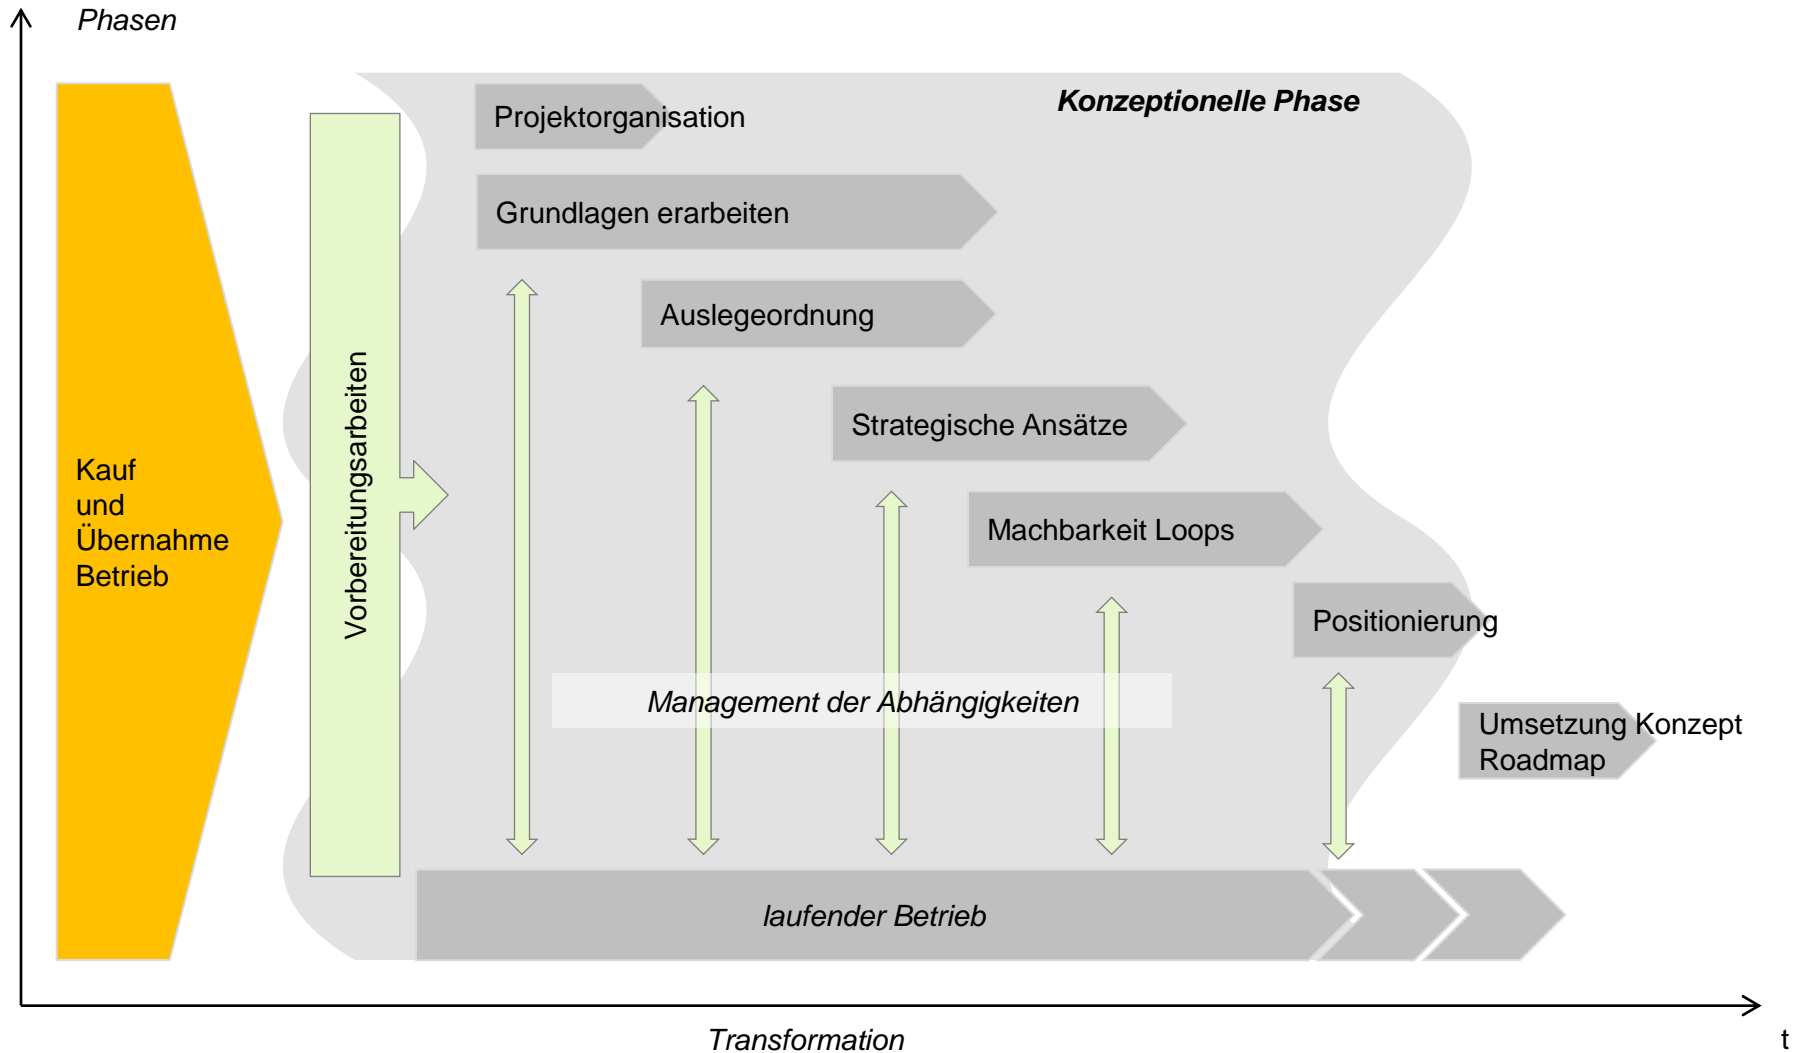 Phasen
Konzeptionelle Phase
Projektorganisation
Grundlagen erarbeiten
Auslegeordnung
Strategische Ansätze
Machbarkeit Loops
Positionierung
Umsetzung Konzept
Roadmap
Kauf
und
Übernahme
Betrieb
Vorbereitungsarbeiten
Management der Abhängigkeiten
laufender Betrieb
Transformation
t